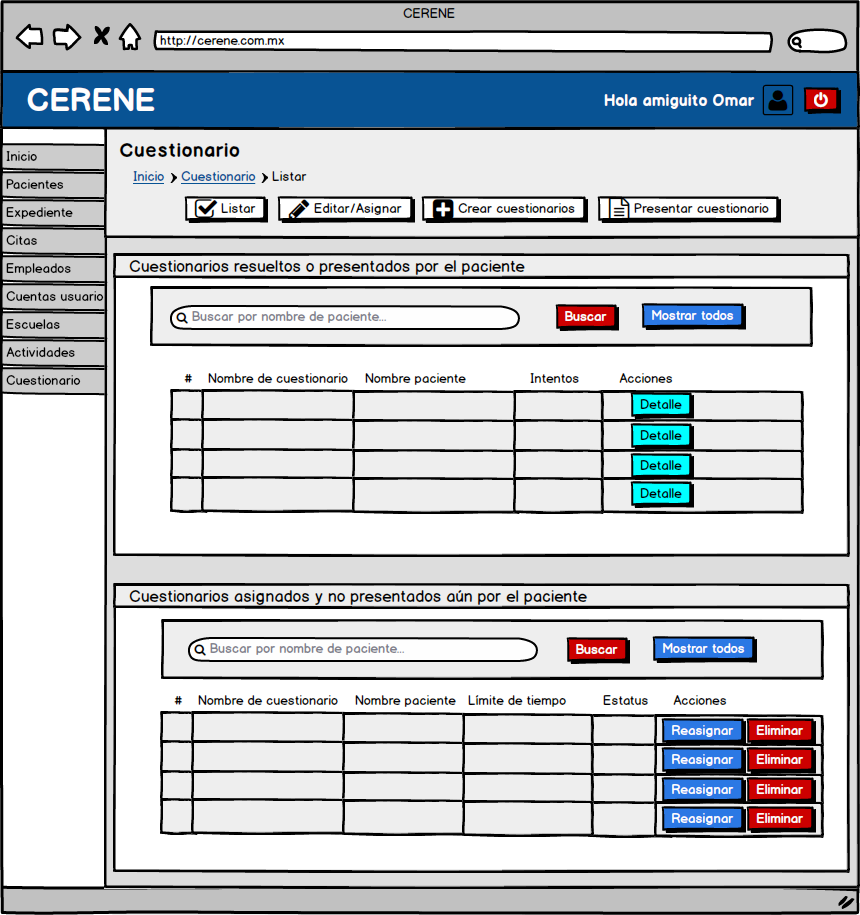 CERENE
http://cerene.com.mx
CERENE
Hola amiguito Omar
Inicio
Pacientes
Expediente
Citas
Empleados
Cuentas usuario
Escuelas
Actividades
Cuestionario
Cuestionario
Inicio Cuestionario Listar
Listar Editar/Asignar Crear cuestionarios Presentar cuestionario
Cuestionarios resueltos o presentados por el paciente
Buscar por nombre de paciente... Buscar Mostrar todos
# Nombre de cuestionario Nombre paciente Intentos Acciones
Detalle
Detalle
Detalle
Detalle
Cuestionarios asignados y no presentados aún por el paciente
Buscar por nombre de paciente... Buscar Mostrar todos
# Nombre de cuestionario Nombre paciente Límite de tiempo Estatus Acciones
Reasignar Eliminar
Reasignar Eliminar
Reasignar Eliminar
Reasignar Eliminar